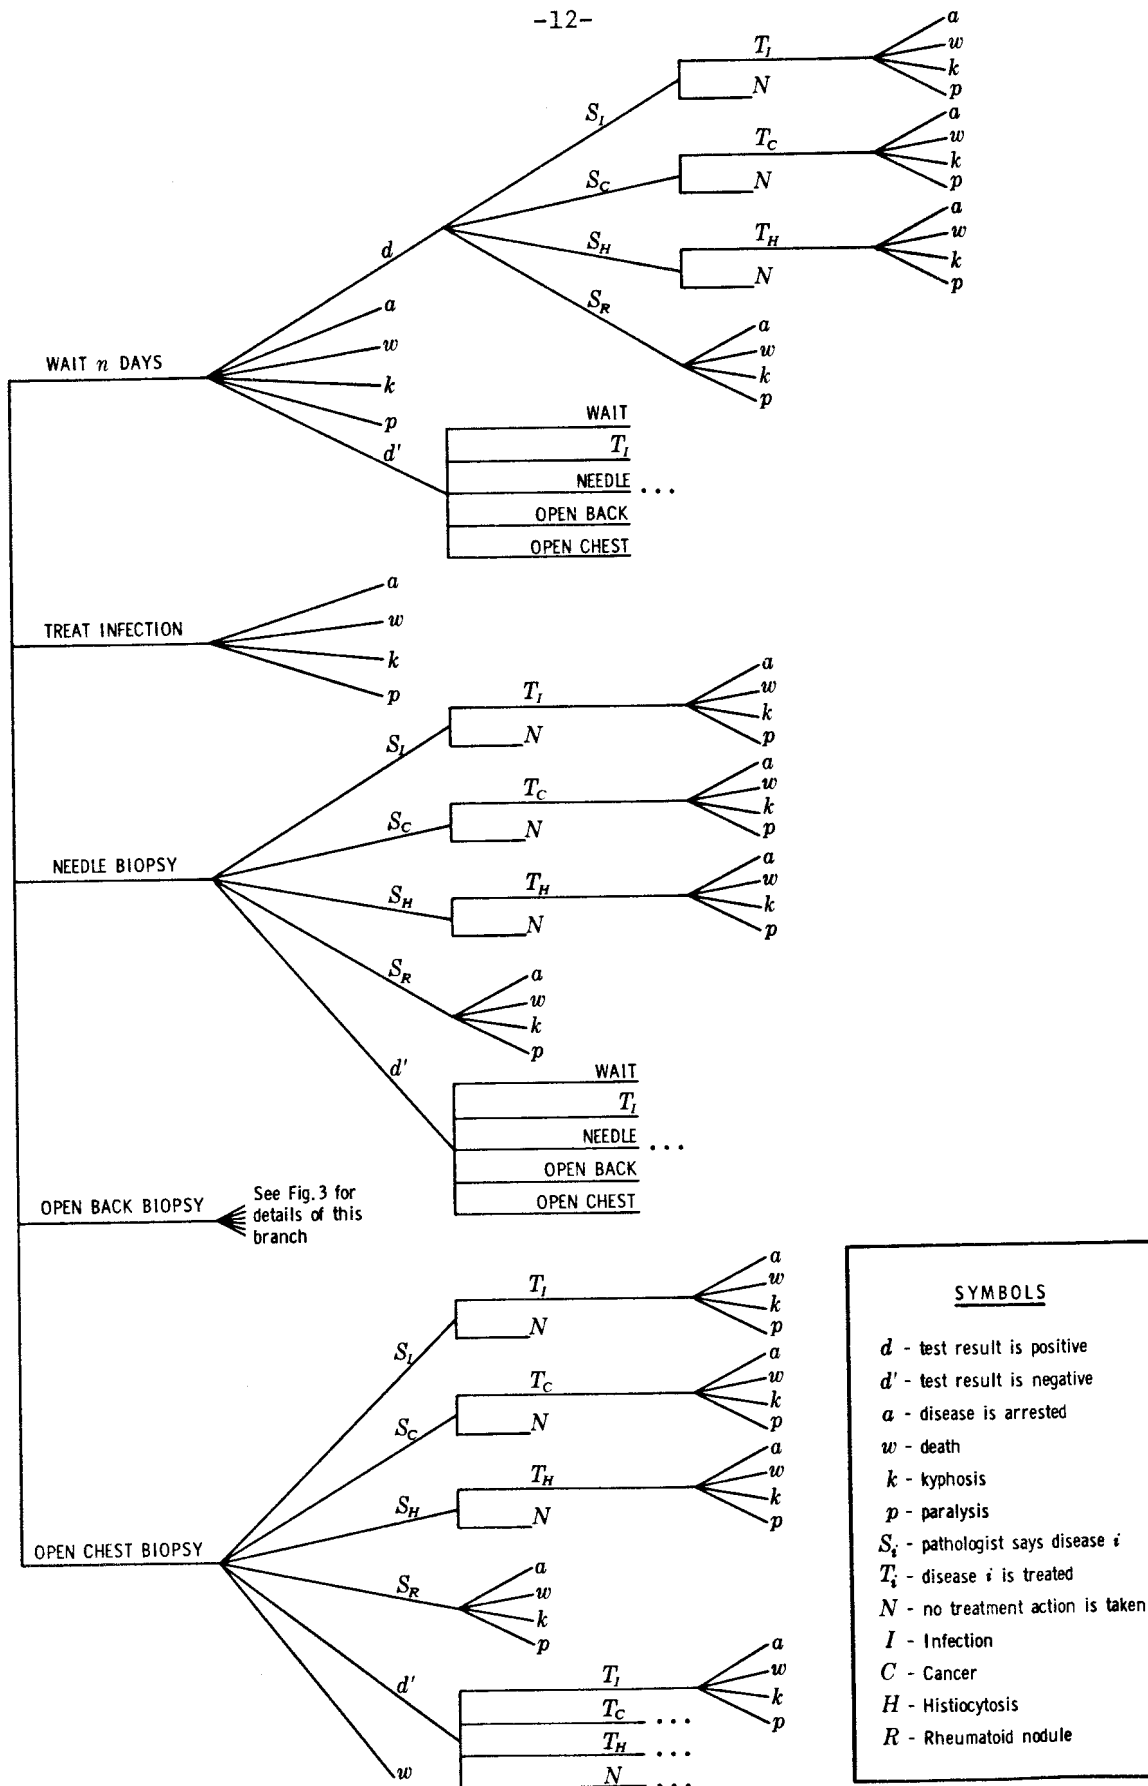 -12-
T_I
a
w
k
p
N
S_I
T_C
a
w
k
p
N
S_C
T_H
a
w
k
p
N
S_H
S_R
a
w
k
p
d
a
w
k
p
d'
WAIT n DAYS
WAIT
T_I
NEEDLE ...
OPEN BACK
OPEN CHEST
TREAT INFECTION
a
w
k
p
NEEDLE BIOPSY
S_I
T_I
a
w
k
p
N
S_C
T_C
a
w
k
p
N
S_H
T_H
a
w
k
p
N
S_R
a
w
k
p
d'
WAIT
T_I
NEEDLE ...
OPEN BACK
OPEN CHEST
OPEN BACK BIOPSY
See Fig. 3 for
details of this
branch
OPEN CHEST BIOPSY
S_I
T_I
a
w
k
p
N
S_C
T_C
a
w
k
p
N
S_H
T_H
a
w
k
p
N
S_R
a
w
k
p
d'
T_I
a
w
k
p
T_C ...
T_H ...
N ...
w
SYMBOLS
d - test result is positive
d' - test result is negative
a - disease is arrested
w - death
k - kyphosis
p - paralysis
S_i - pathologist says disease i
T_i - disease i is treated
N - no treatment action is taken
I - Infection
C - Cancer
H - Histiocytosis
R - Rheumatoid nodule